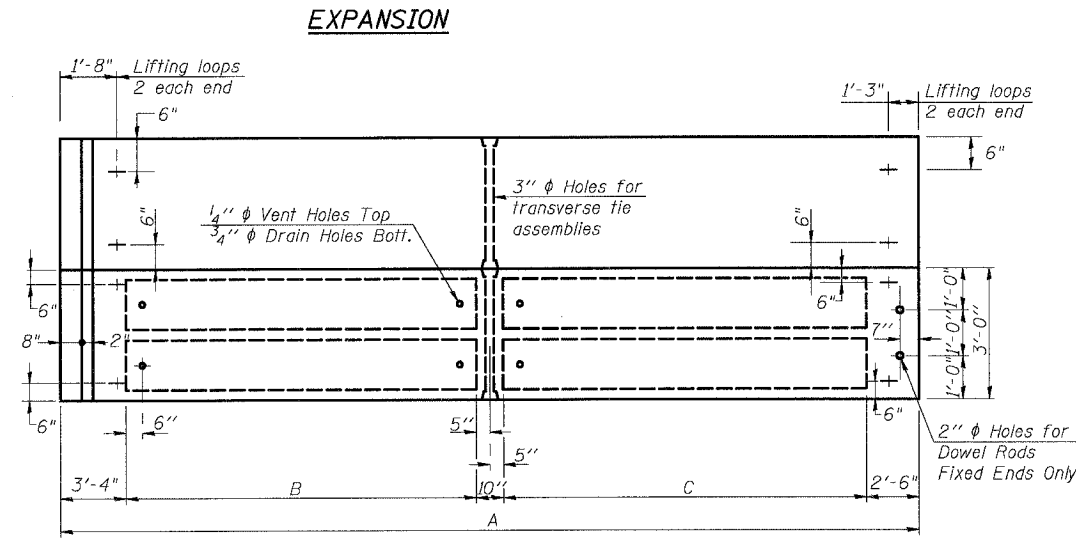 EXPANSION
1'-8"
Lifting loops
2 each end
6"
1'-3"
Lifting loops
2 each end
6"
3" ϕ Holes for
transverse tie
assemblies
1/4" ϕ Vent Holes Top
3/4" ϕ Drain Holes Bott.
6"
6"
6"
6"
1'-0"
1'-0"
1'-0"
3'-0"
7"
8"
2"
6"
6"
5"
5"
6"
2" ϕ Holes for
Dowel Rods
Fixed Ends Only
3'-4"
B
10"
C
2'-6"
A